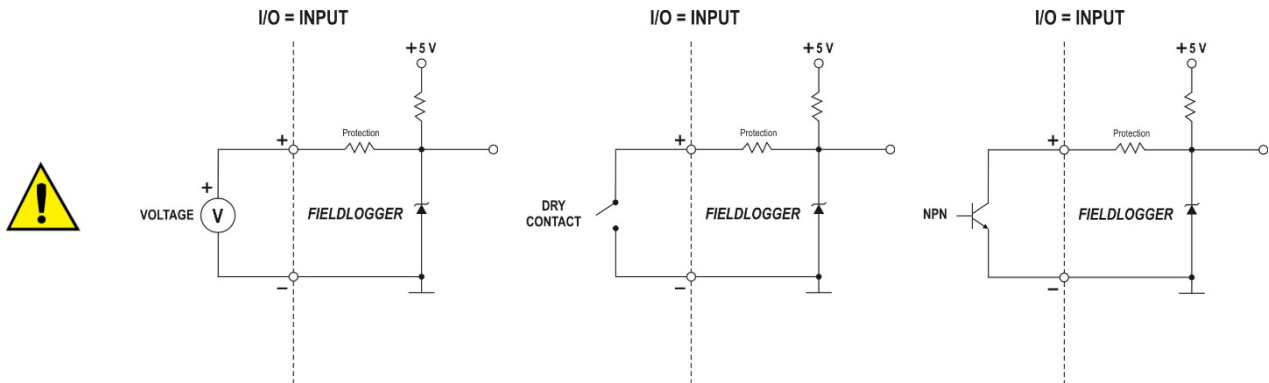 I/O = INPUT
+5 V
+
Protection
+
VOLTAGE
V
FIELDLOGGER
−
I/O = INPUT
+5 V
+
Protection
DRY
CONTACT
FIELDLOGGER
−
I/O = INPUT
+5 V
+
Protection
NPN
FIELDLOGGER
−
!